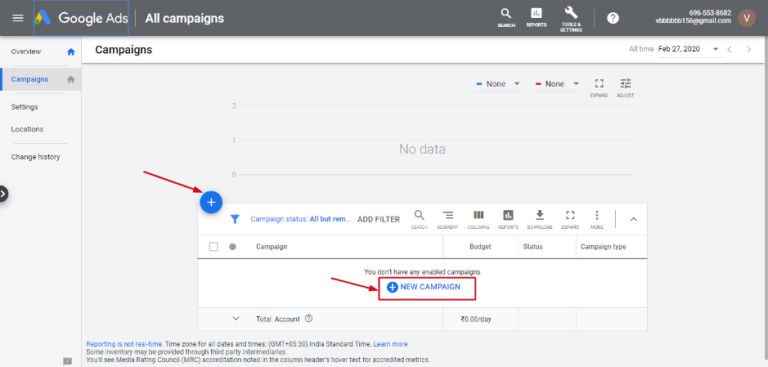 Google Ads
All campaigns
SEARCH
REPORTS
TOOLS &
SETTINGS
696-553-8682
vbbbbbb156@gmail.com
V
Overview
Campaigns
Settings
Locations
Change history
Campaigns
All time Feb 27, 2020
None
None
EXPAND
ADJUST
2
1
0
No data
Campaign status: All but rem...
ADD FILTER
SEARCH
SEGMENT
COLUMNS
REPORTS
DOWNLOAD
EXPAND
MORE
Campaign
Budget
Status
Campaign type
You don't have any enabled campaigns
NEW CAMPAIGN
Total: Account
₹0.00/day
Reporting is not real-time. Time zone for all dates and times: (GMT+05:30) India Standard Time. Learn more
Some inventory may be provided through third party intermediaries.
You'll see Media Rating Council (MRC) accreditation noted in the column header's hover text for accredited metrics.